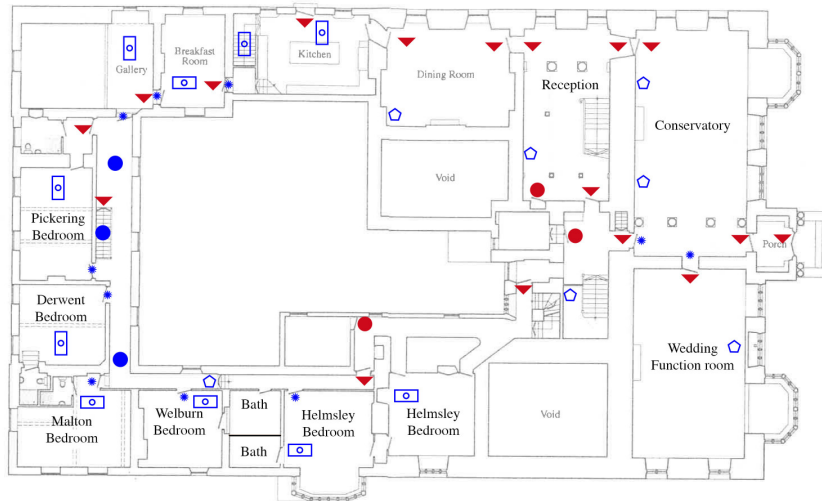 Gallery
Breakfast
Room
Kitchen
Dining Room
Reception
Conservatory
Void
Pickering
Bedroom
Porch
Derwent
Bedroom
Wedding
Function room
Malton
Bedroom
Welburn
Bedroom
Bath
Bath
Helmsley
Bedroom
Helmsley
Bedroom
Void